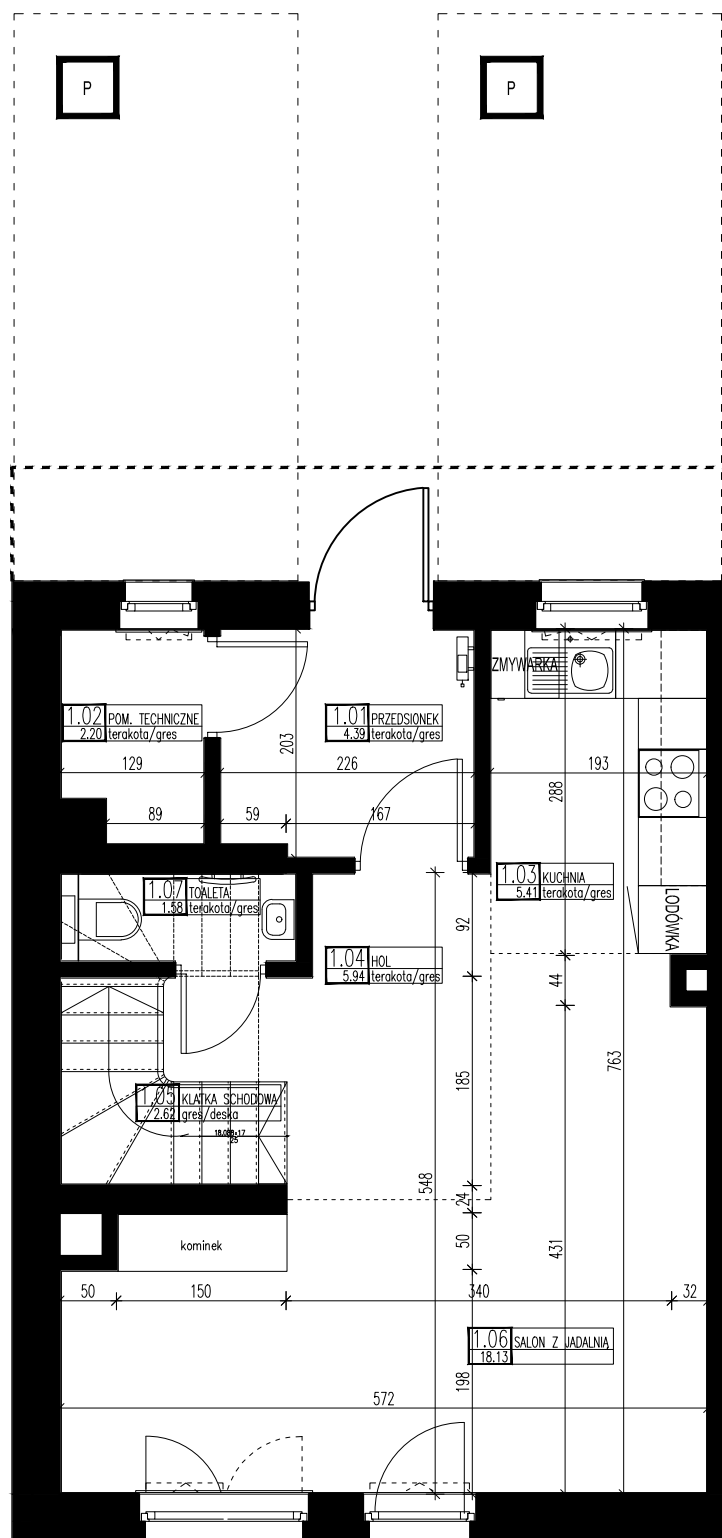 P
P
ZMYWARKA
1.02 POM. TECHNICZNE
2.20 terakota/gres
1.01 PRZEDSIONEK
4.39 terakota/gres
203
129
226
193
288
89
59
167
1.03 KUCHNIA
5.41 terakota/gres
1.07 TOALETA
1.58 terakota/gres
LODÓWKA
92
1.04 HOL
5.94 terakota/gres
44
763
185
1.05 KLATKA SCHODOWA
2.62 gres/deska
25
548
24
kominek
50
431
50
150
340
32
1.06 SALON Z JADALNIĄ
18.13
198
572